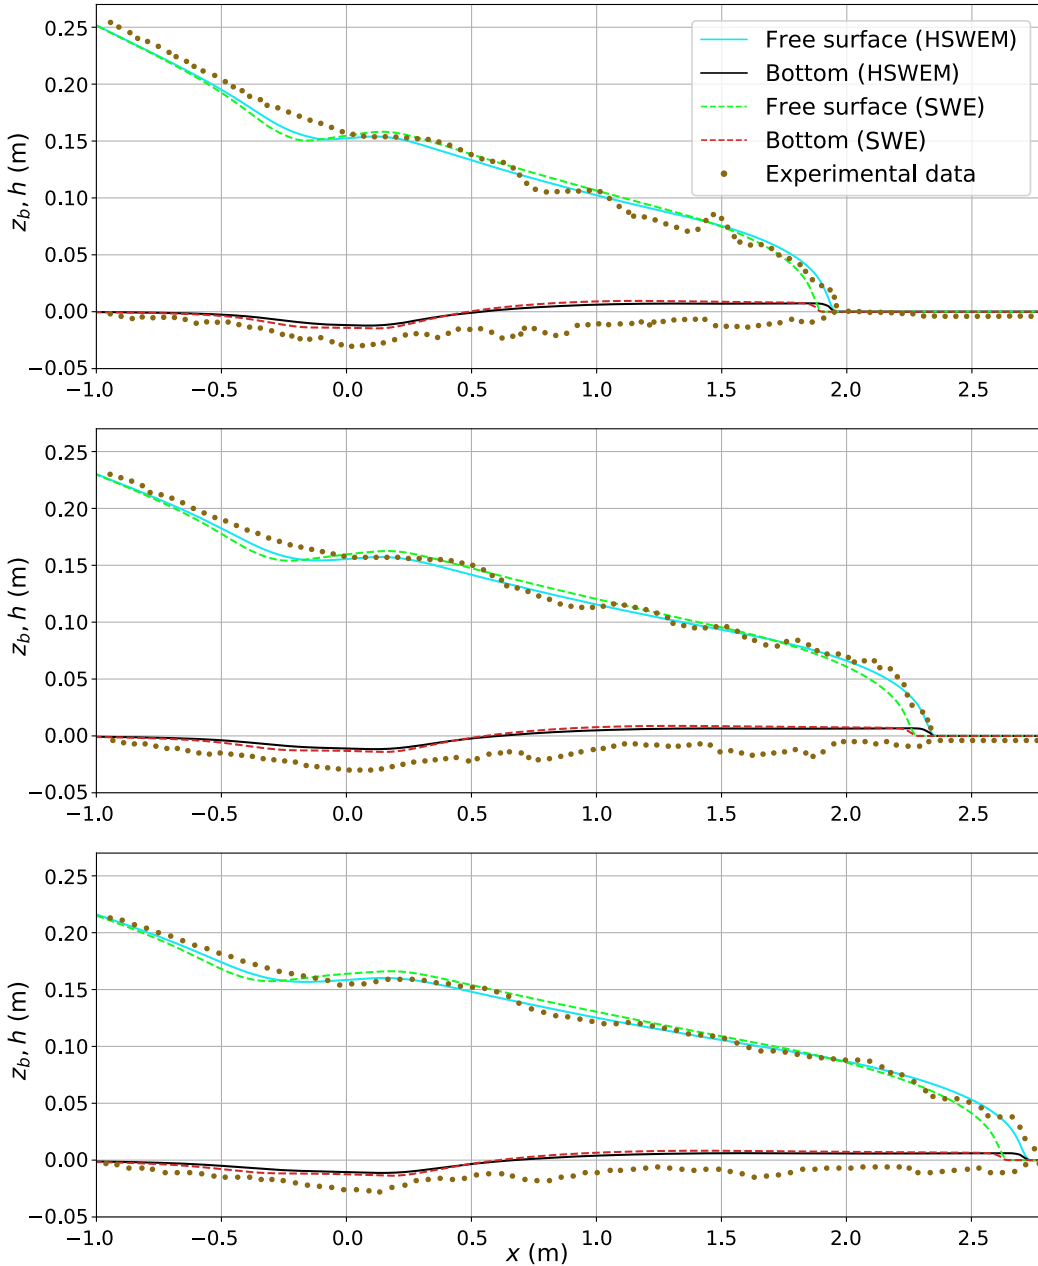 0.25
0.20
0.15
0.10
0.05
0.00
−0.05
z_b, h (m)
−1.0 −0.5 0.0 0.5 1.0 1.5 2.0 2.5
Free surface (HSWEM)
Bottom (HSWEM)
Free surface (SWE)
Bottom (SWE)
Experimental data
0.25
0.20
0.15
0.10
0.05
0.00
−0.05
z_b, h (m)
−1.0 −0.5 0.0 0.5 1.0 1.5 2.0 2.5
0.25
0.20
0.15
0.10
0.05
0.00
−0.05
z_b, h (m)
−1.0 −0.5 0.0 0.5 1.0 1.5 2.0 2.5
x (m)